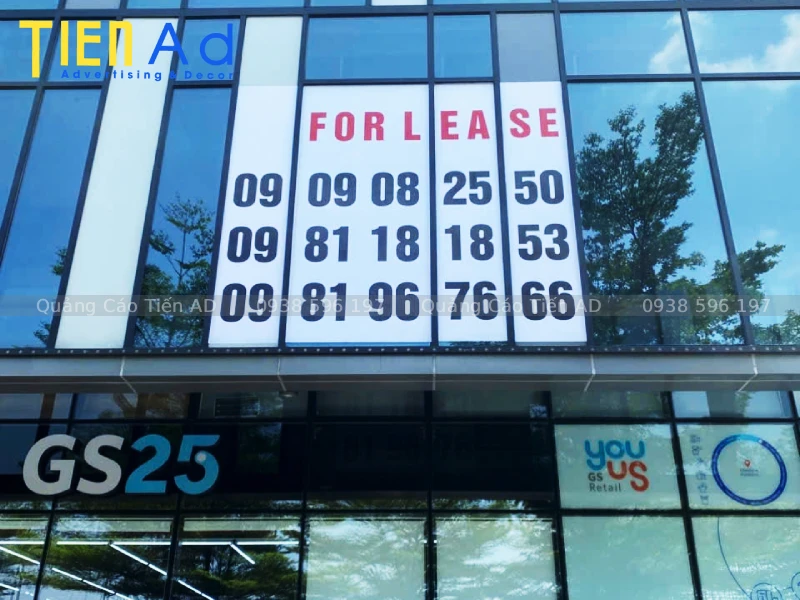 TIEN Ad
Advertising & Decor
FOR LEASE
09 09 08 25 50
09 81 18 18 53
09 81 96 76 66
Quảng Cáo Tiến AD 0938 596 197 Quảng Cáo Tiến AD 0938 596 197
GS25
you
us
GS
Retail